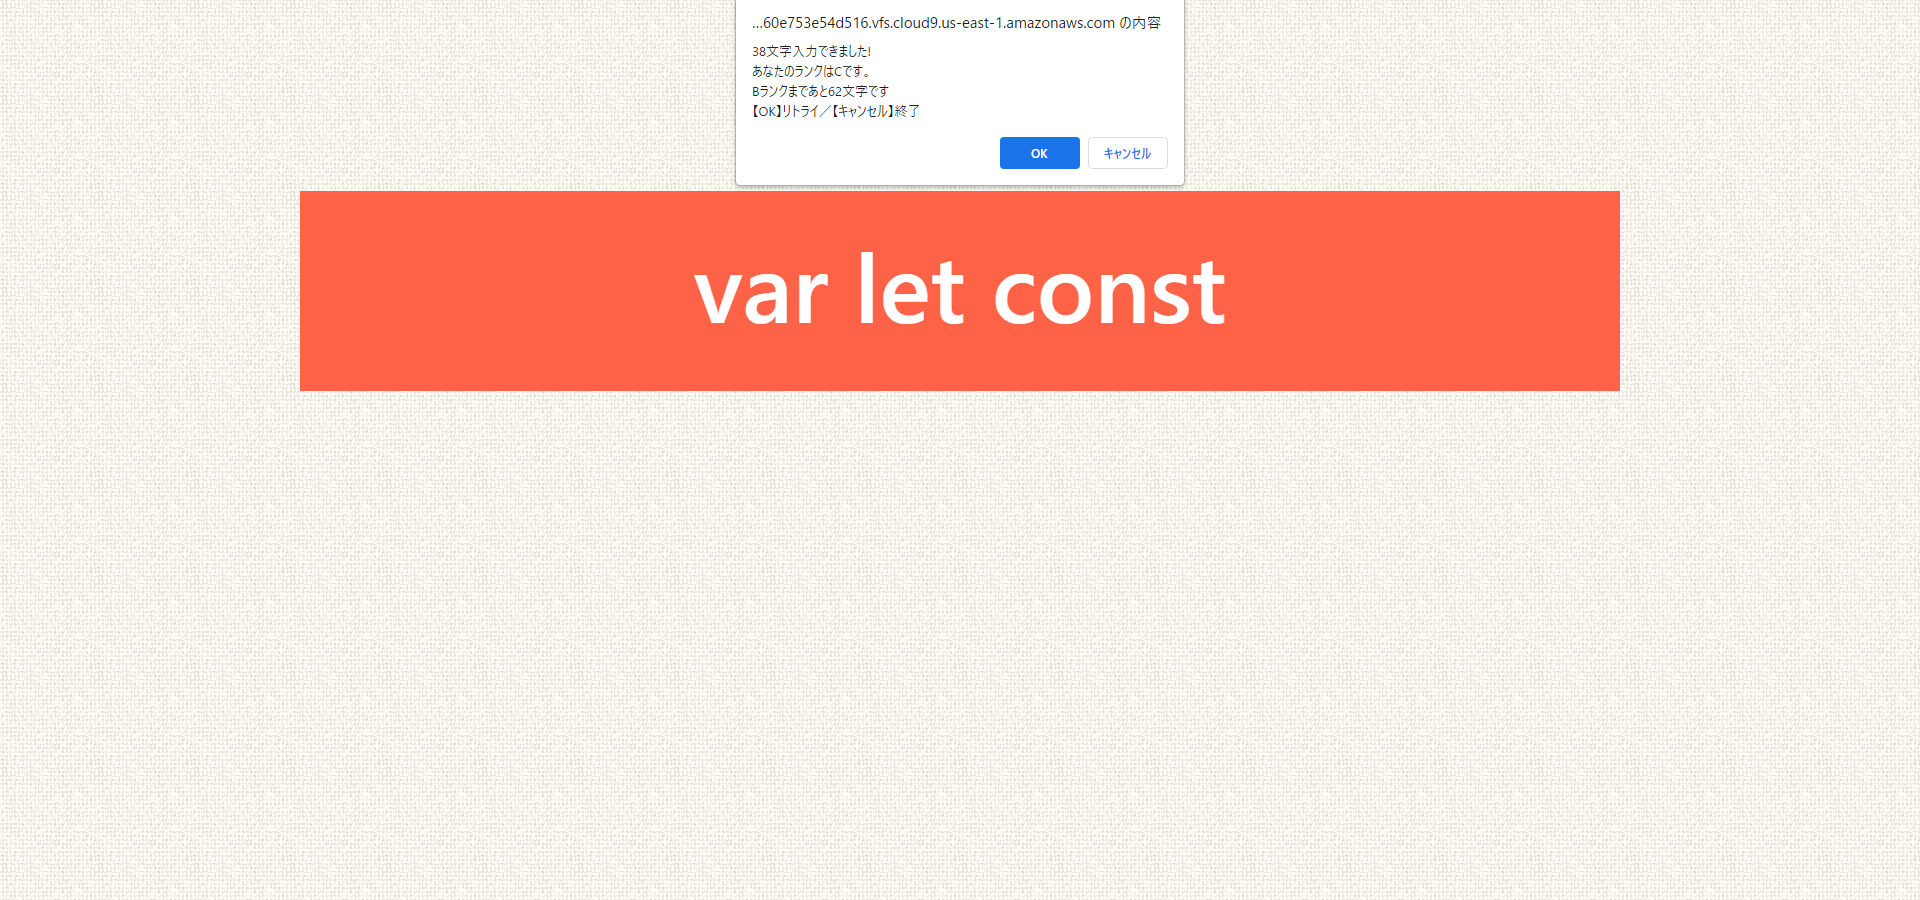 ...60e753e54d516.vfs.cloud9.us-east-1.amazonaws.com の内容
38文字入力できました!
あなたのランクはCです。
Bランクまであと62文字です
【OK】リトライ／【キャンセル】終了
OK キャンセル
var let const